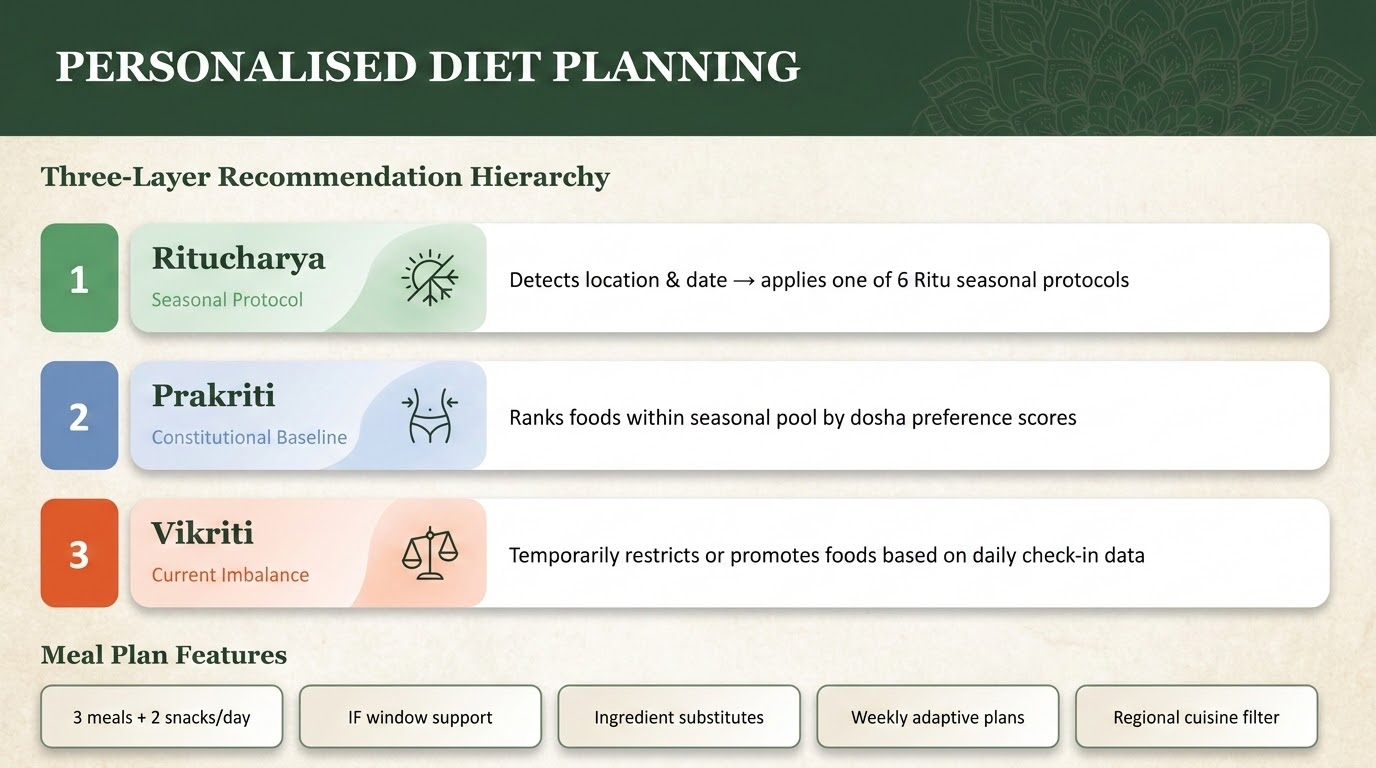 PERSONALISED DIET PLANNING
Three-Layer Recommendation Hierarchy
1
Ritucharya
Seasonal Protocol
Detects location & date → applies one of 6 Ritu seasonal protocols
2
Prakriti
Constitutional Baseline
Ranks foods within seasonal pool by dosha preference scores
3
Vikriti
Current Imbalance
Temporarily restricts or promotes foods based on daily check-in data
Meal Plan Features
3 meals + 2 snacks/day
IF window support
Ingredient substitutes
Weekly adaptive plans
Regional cuisine filter